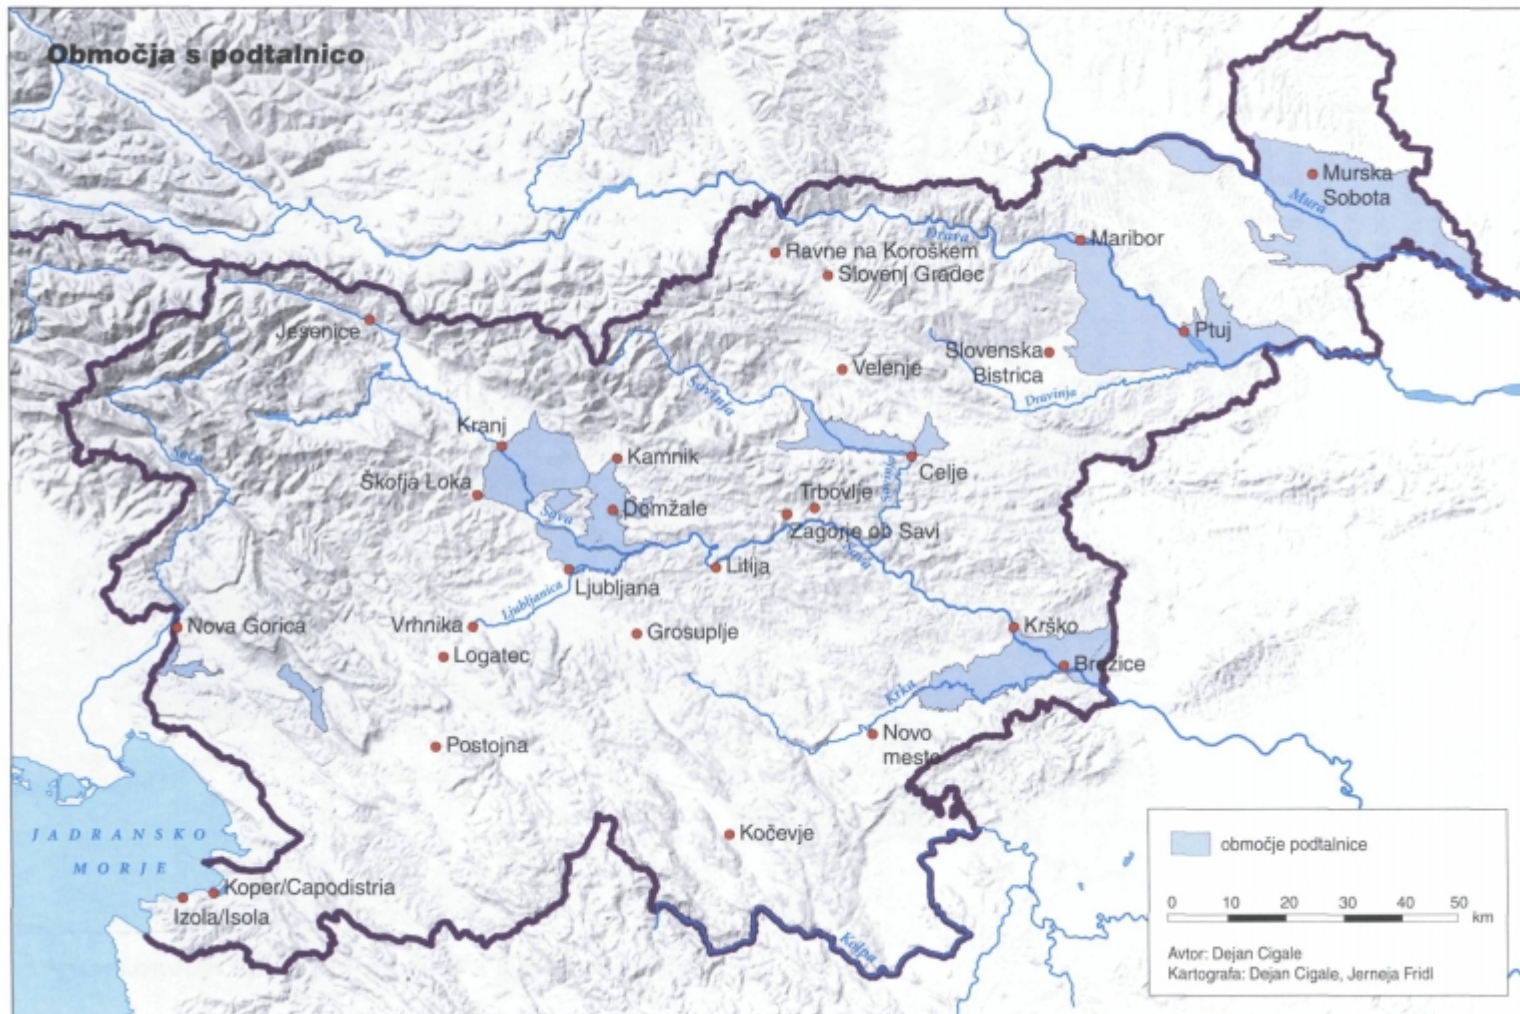 Območja s podtalnico
Murska
Sobota
Mura
Drava
Maribor
Ravne na Koroškem
Slovenj Gradec
Jesenice
Ptuj
Slovenska
Bistrica
Velenje
Savinja
Dravinja
Kranj
Soča
Kamnik
Celje
Škofja Loka
Savinja
Trbovlje
Domžale
Sava
Zagorje ob Savi
Sava
Litija
Ljubljana
Ljubljanica
Nova Gorica
Vrhnika
Grosuplje
Krško
Logatec
Brežice
Krka
Novo
mesto
Postojna
JADRANSKO
MORJE
Kočevje
Koper/Capodistria
Izola/Isola
Kolpa
območje podtalnice
0 10 20 30 40 50
km
Avtor: Dejan Cigale
Kartografa: Dejan Cigale, Jerneja Fridl